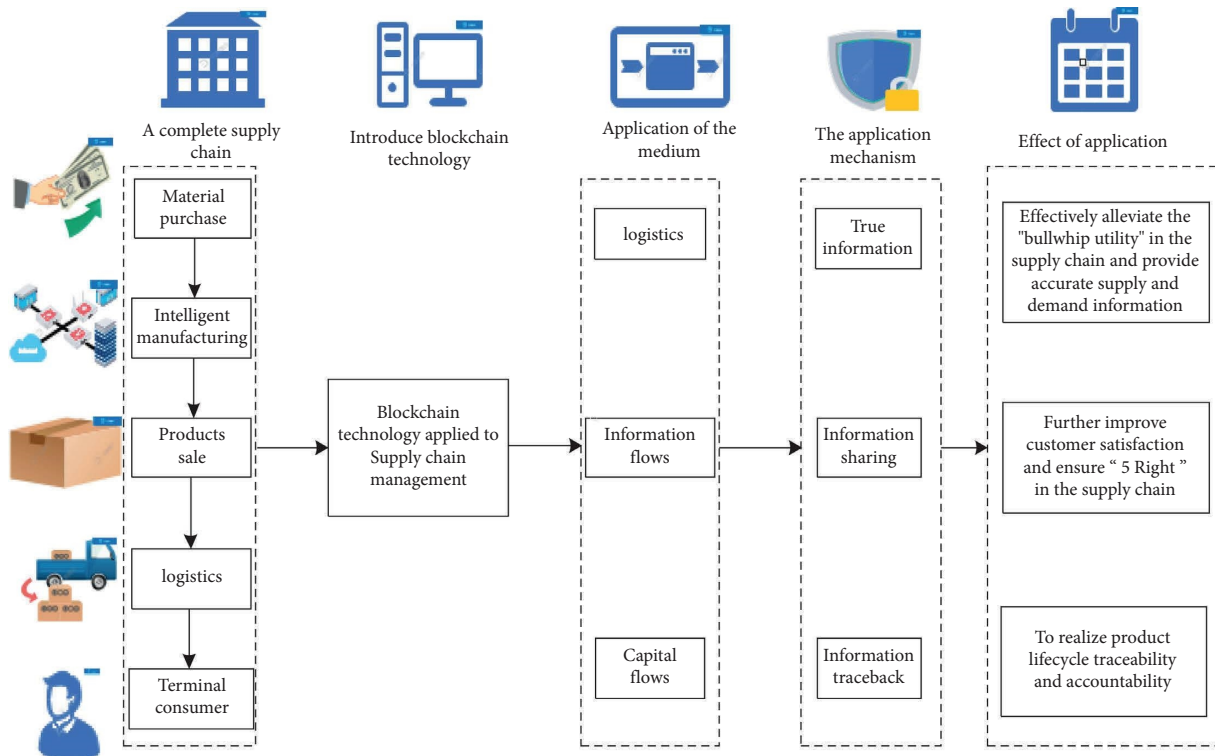 A complete supply
chain
Introduce blockchain
technology
Application of the
medium
The application
mechanism
Effect of application
Material
purchase
Intelligent
manufacturing
Products
sale
logistics
Terminal
consumer
Blockchain
technology applied to
Supply chain
management
logistics
Information
flows
Capital
flows
True
information
Information
sharing
Information
traceback
Effectively alleviate the
"bullwhip utility" in the
supply chain and provide
accurate supply and
demand information
Further improve
customer satisfaction
and ensure “ 5 Right ”
in the supply chain
To realize product
lifecycle traceability
and accountability